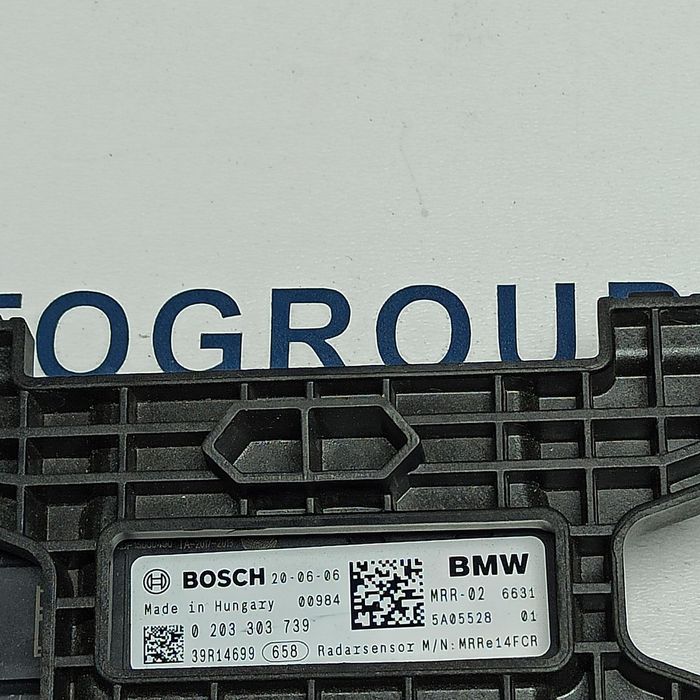 OGROUP
BOSCH 20-06-06
BMW
Made in Hungary 00984
MRR-02 6631
0 203 303 739
5A05528 01
39R14699 658 Radarsensor M/N:MRRe14FCR